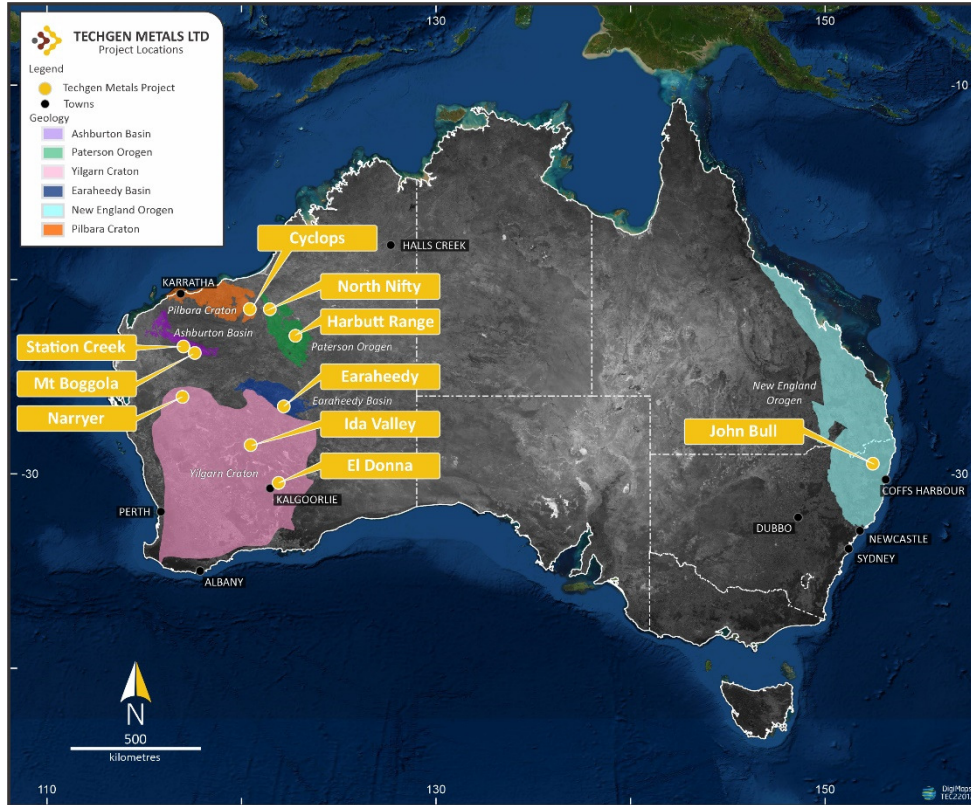 TECHGEN METALS LTD
Project Locations
Legend
Techgen Metals Project
Towns
Geology
Ashburton Basin
Paterson Orogen
Yilgarn Craton
Earaheedy Basin
New England Orogen
Pilbara Craton
130
150
-10
Cyclops
HALLS CREEK
KARRATHA
North Nifty
Pilbara Craton
Harbutt Range
Ashburton Basin
Station Creek
Paterson Orogen
Mt Boggola
Earaheedy
New England
Orogen
Earaheedy Basin
Narryer
Ida Valley
John Bull
El Donna
Yilgarn Craton
-30
-30
KALGOORLIE
COFFS HARBOUR
PERTH
DUBBO
NEWCASTLE
SYDNEY
ALBANY
N
500
kilometres
110
130
150
DigiMaps